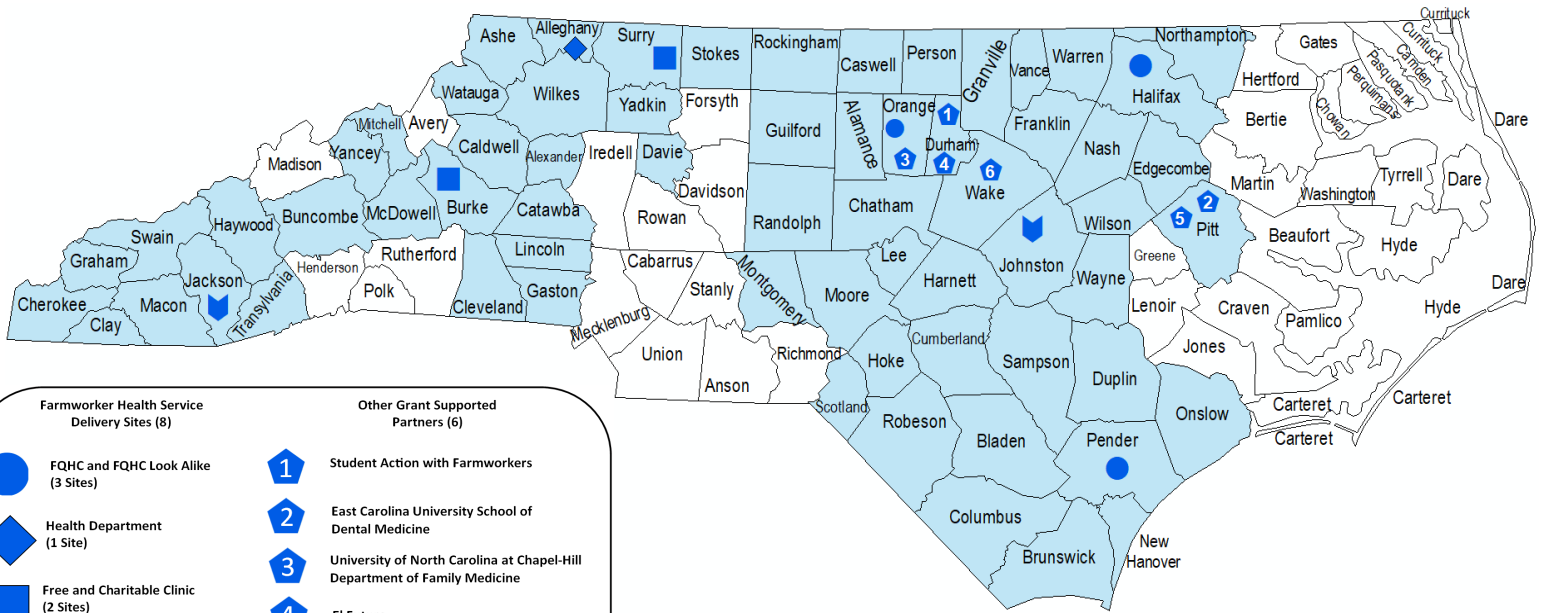 Currituck
Ashe
Alleghany
Surry
Stokes
Rockingham
Caswell
Person
Granville
Vance
Warren
Northampton
Gates
Currituck
Camden
Pasquotank
Perquimans
Chowan
Hertford
Halifax
Watauga
Wilkes
Yadkin
Forsyth
Guilford
Alamance
Orange
1
Durham
Franklin
Nash
Edgecombe
Bertie
Dare
Mitchell
Avery
Yancey
Madison
Caldwell
Alexander
Iredell
Davie
Davidson
3
4
6
Wake
Martin
Washington
Tyrrell
Dare
Haywood
Buncombe
McDowell
Burke
Catawba
Rowan
Randolph
Chatham
Wilson
5
2
Pitt
Beaufort
Hyde
Swain
Graham
Jackson
Transylvania
Henderson
Rutherford
Polk
Lincoln
Gaston
Cleveland
Cabarrus
Stanly
Montgomery
Moore
Lee
Harnett
Johnston
Wayne
Greene
Lenoir
Craven
Pamlico
Hyde
Dare
Cherokee
Clay
Macon
Mecklenburg
Union
Anson
Richmond
Hoke
Cumberland
Sampson
Duplin
Jones
Scotland
Robeson
Bladen
Pender
Onslow
Carteret
Carteret
Carteret
Columbus
Brunswick
New
Hanover
Farmworker Health Service
Delivery Sites (8)
FQHC and FQHC Look Alike
(3 Sites)
Health Department
(1 Site)
Free and Charitable Clinic
(2 Sites)
Other Grant Supported
Partners (6)
1
Student Action with Farmworkers
2
East Carolina University School of
Dental Medicine
3
University of North Carolina at Chapel-Hill
Department of Family Medicine